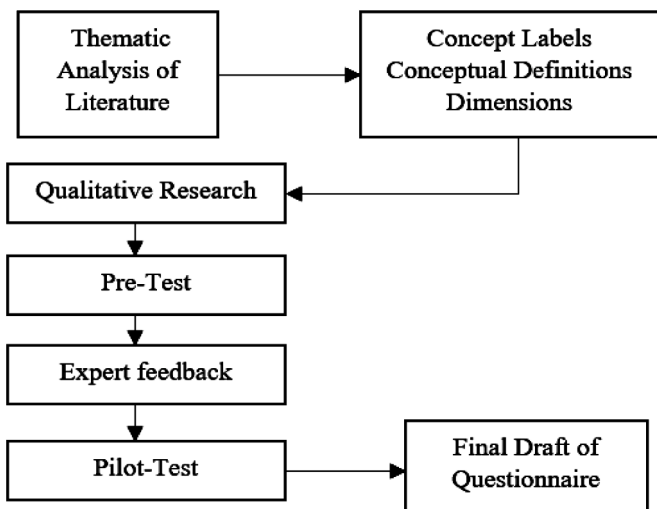 Thematic
Analysis of
Literature
Concept Labels
Conceptual Definitions
Dimensions
Qualitative Research
Pre-Test
Expert feedback
Pilot-Test
Final Draft of
Questionnaire